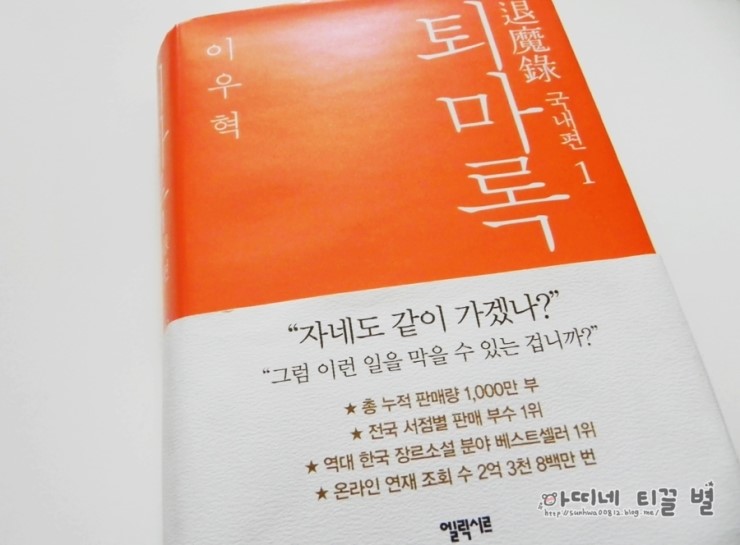 이우혁
退魔錄
퇴마록
국내편 1
“자네도 같이 가겠나?”
“그럼 이런 일을 막을 수 있는 겁니까?”
★ 총 누적 판매량 1,000만 부
★ 전국 서점별 판매 부수 1위
★ 역대 한국 장르소설 분야 베스트셀러 1위
★ 온라인 연재 조회 수 2억 3천 8백만 번
엘릭시르
아띠네 티끌 별
http://sunhwa00812.blog.me/